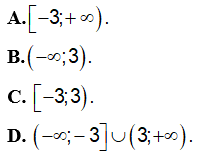 A. [-3;+∞).
B. (-∞;3).
C. [-3;3).
D. (-∞;-3]∪(3;+∞).